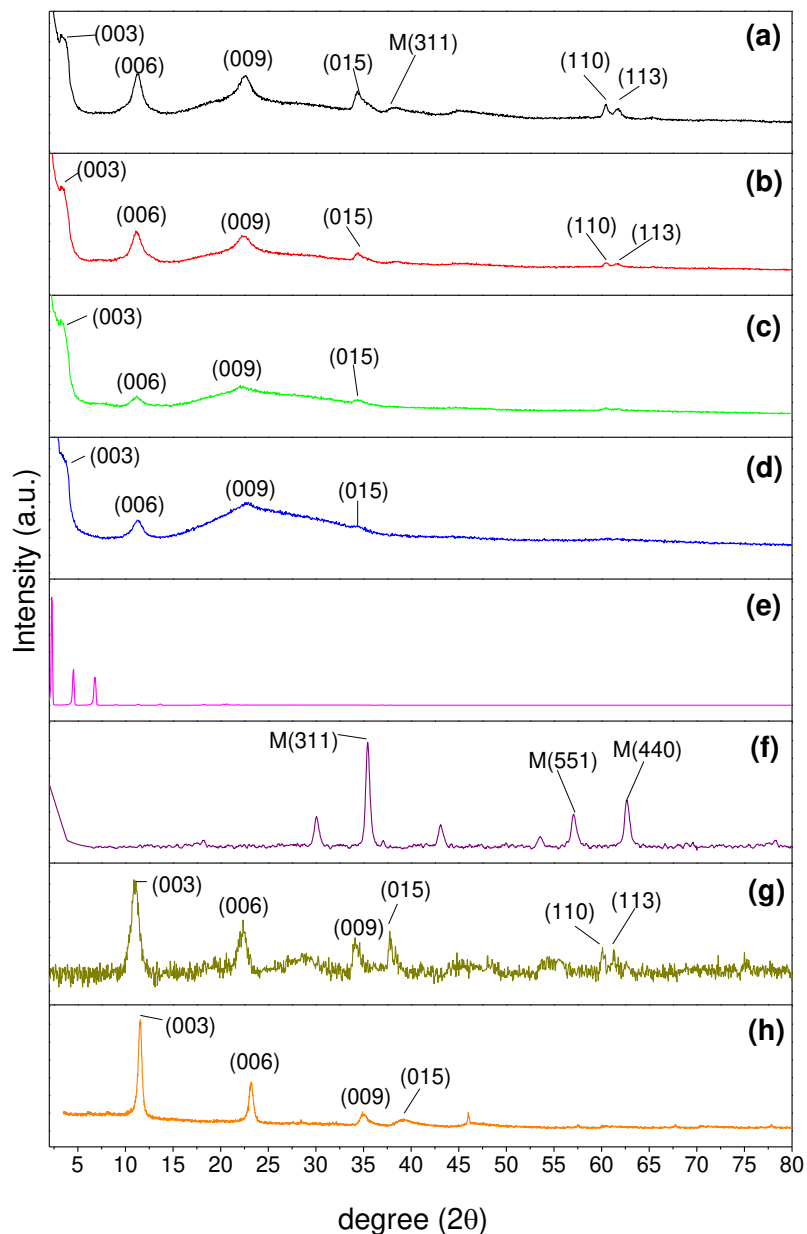 (003)
(006)
(009)
(015)
M(311)
(110)
(113)
(a)
(003)
(006)
(009)
(015)
(110)
(113)
(b)
(003)
(006)
(009)
(015)
(c)
(003)
(006)
(009)
(015)
(d)
(e)
M(311)
M(551)
M(440)
(f)
(003)
(006)
(009)
(015)
(110)
(113)
(g)
(003)
(006)
(009)
(015)
(h)
Intensity (a.u.)
5 10 15 20 25 30 35 40 45 50 55 60 65 70 75 80
degree (2θ)